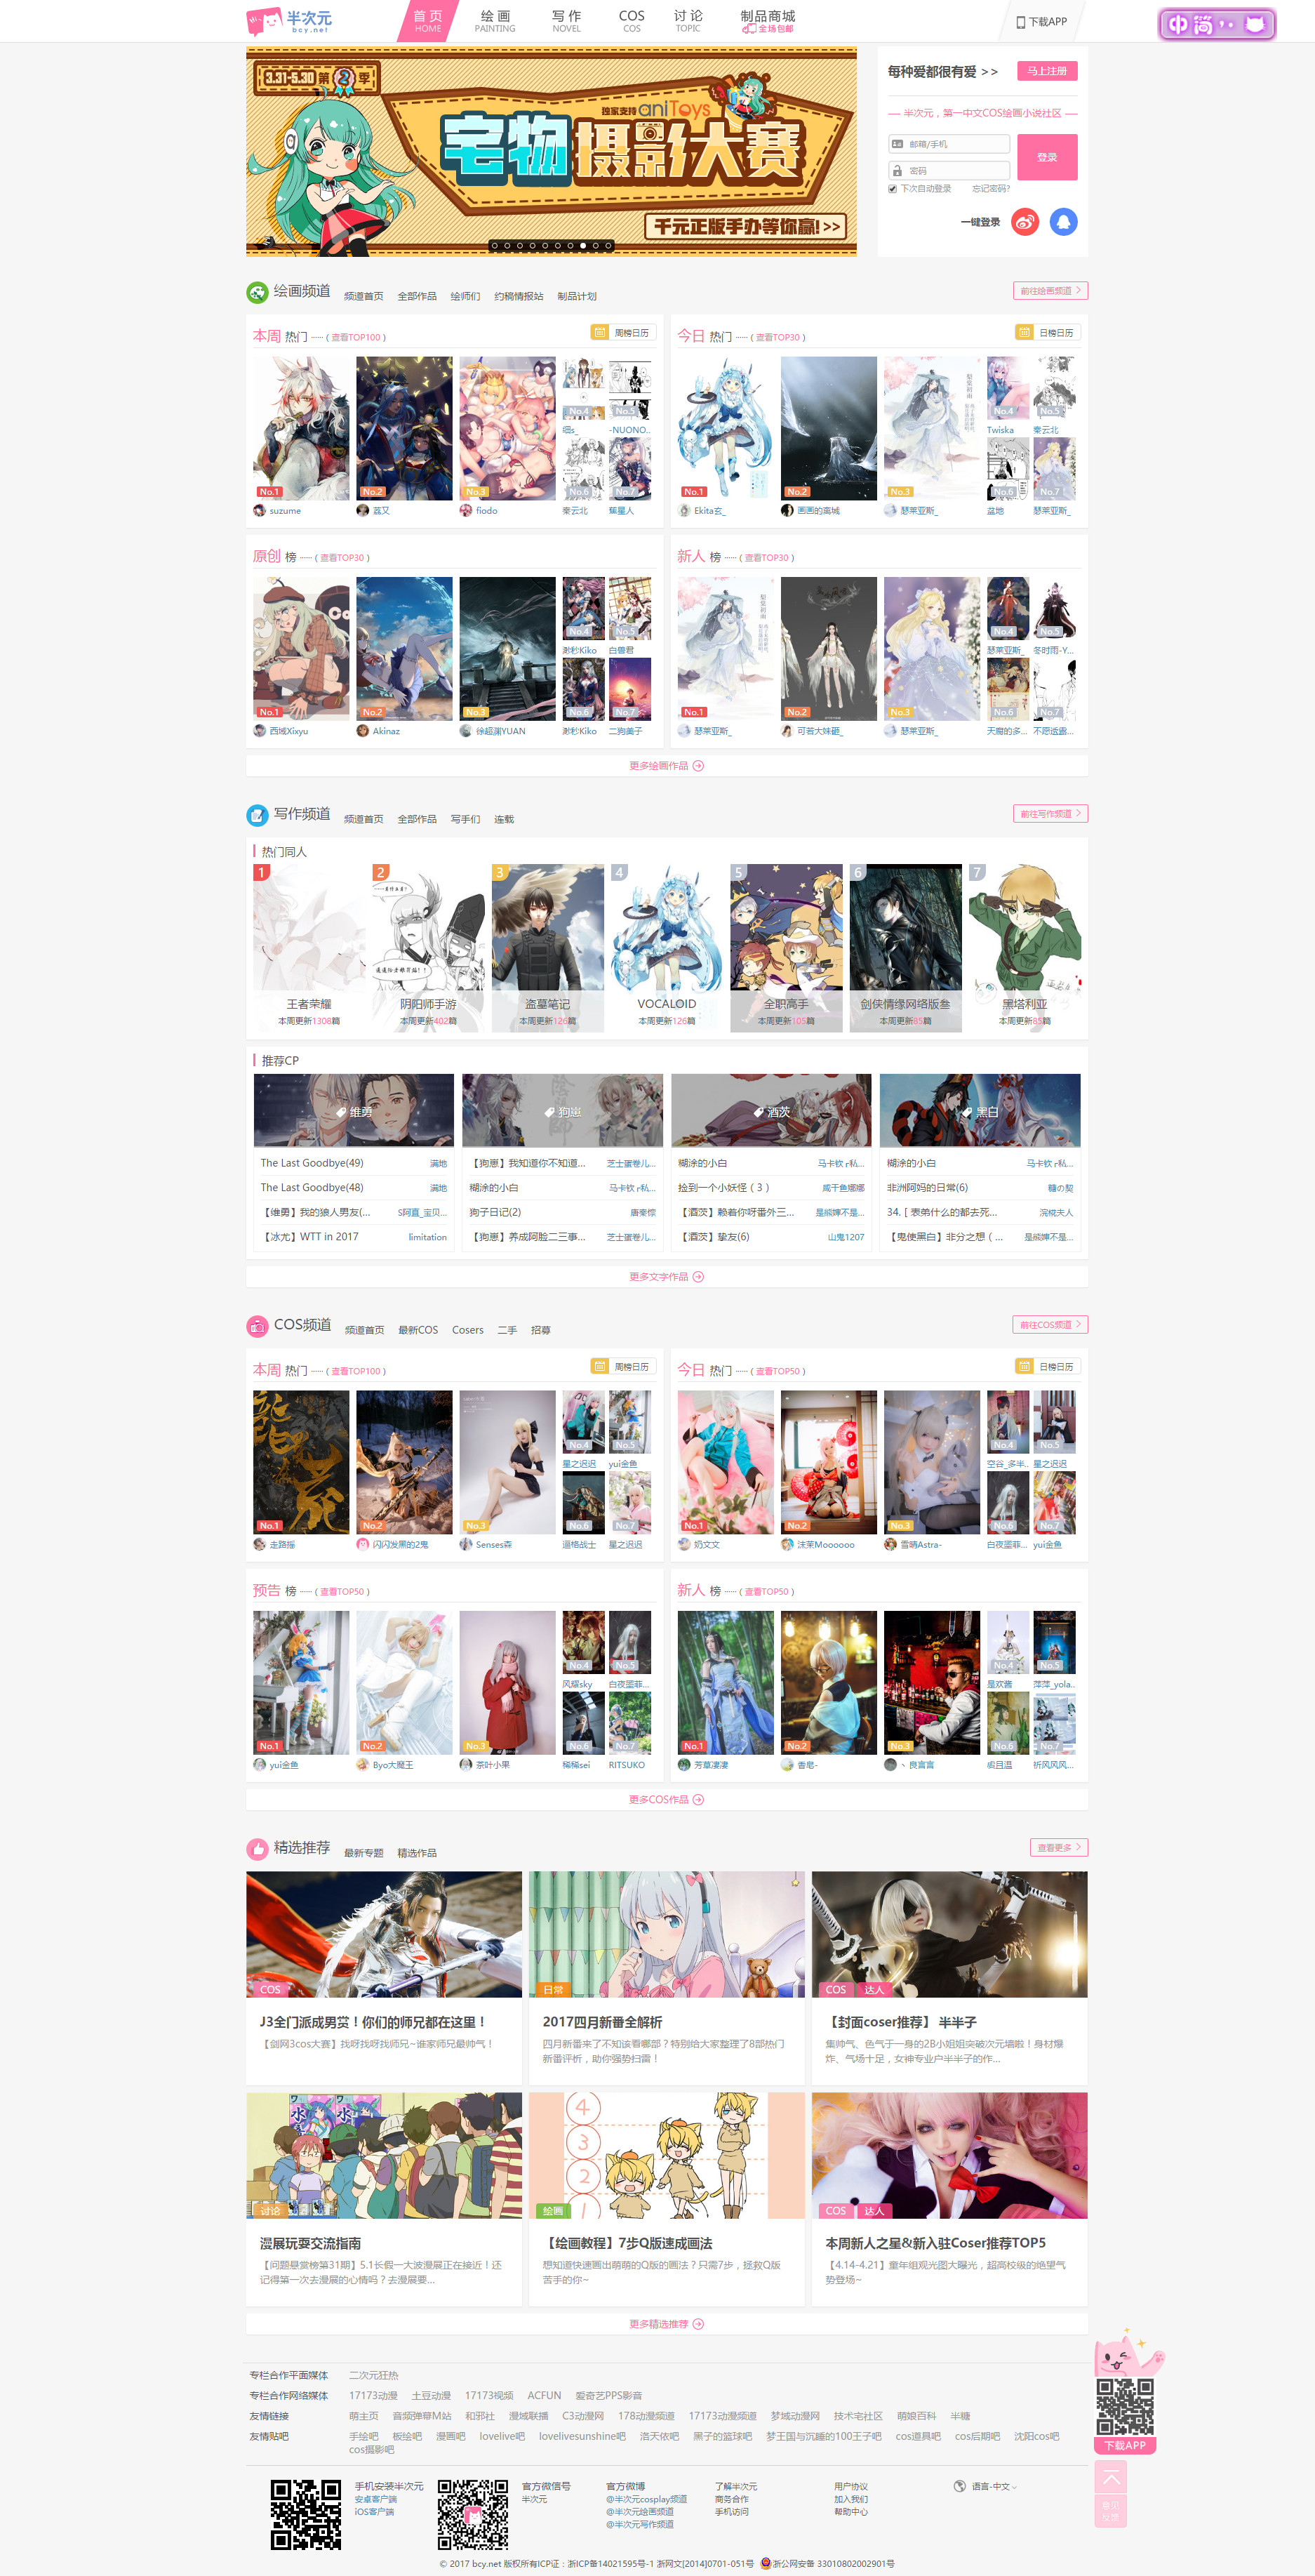 半次元
bcy.net
首页
HOME
绘画
PAINTING
写作
NOVEL
COS
COS
讨论
TOPIC
制品商城
全场包邮
下载APP
中 简
3.31-5.30 第2季
独家支持 aniToys
宅物摄影大赛
千元正版手办等你赢!>>
每种爱都很有爱 >>
马上注册
半次元，第一中文COS绘画小说社区
邮箱/手机
密码
登录
下次自动登录 忘记密码?
一键登录
绘画频道 频道首页 全部作品 绘师们 约稿情报站 制品计划
前往绘画频道 >
本周 热门 ······ ( 查看TOP100 )
周榜日历
No.1
No.2
No.3
No.4
No.5
-NUONO..
No.6
No.7
suzume
荔又
fiodo
秦云北
蕉星人
今日 热门 ······ ( 查看TOP30 )
日榜日历
No.1
No.2
No.3
No.4
No.5
Twiska
秦云北
No.6
No.7
Ekita玄_
画画的离城
瑟莱亚斯_
盆地
瑟莱亚斯_
原创 榜 ······ ( 查看TOP30 )
No.1
No.2
No.3
No.4
No.5
渺秒Kiko
白兽君
No.6
No.7
西域Xixyu
Akinaz
徐超渊YUAN
渺秒Kiko
二狗美子
新人 榜 ······ ( 查看TOP30 )
No.1
No.2
No.3
No.4
No.5
瑟莱亚斯_
冬时雨-Y...
No.6
No.7
瑟莱亚斯_
可若大妹砸_
瑟莱亚斯_
天魔的多...
不愿透露...
更多绘画作品
写作频道 频道首页 全部作品 写手们 连载
前往写作频道 >
热门同人
1
2
3
4
5
6
7
王者荣耀
本周更新1308篇
阴阳师手游
本周更新402篇
盗墓笔记
本周更新126篇
VOCALOID
本周更新126篇
全职高手
本周更新105篇
剑侠情缘网络版叁
本周更新85篇
黑塔利亚
本周更新85篇
推荐CP
维勇
狗崽
酒茨
黑白
The Last Goodbye(49) 满地
The Last Goodbye(48) 满地
【维勇】我的狼人男友(... S阿直_宝贝...
【冰尤】WTT in 2017 limitation
【狗崽】我知道你不知道... 芝士蛋卷儿...
糊涂的小白 马卡钦┌私...
狗子日记(2) 唐秦倧
【狗崽】养成阿脸二三事... 芝士蛋卷儿...
糊涂的小白 马卡钦┌私...
捡到一个小妖怪（3） 咸干鱼娜娜
【酒茨】赖着你呀番外三... 是熊婶不是...
【酒茨】挚友(6) 山鬼1207
糊涂的小白 马卡钦┌私...
非洲阿妈的日常(6) 糖の契
34.［ 表弟什么的都去死... 浣椛夫人
【鬼使黑白】非分之想（... 是熊婶不是...
更多文字作品
COS频道 频道首页 最新COS Cosers 二手 招募
前往COS频道 >
本周 热门 ······ ( 查看TOP100 )
周榜日历
No.1
No.2
No.3
No.4
No.5
星之迟迟
yui金鱼
No.6
No.7
走路摇
闪闪发黑的2鬼
Senses森
逼格战士
星之迟迟
今日 热门 ······ ( 查看TOP50 )
日榜日历
No.1
No.2
No.3
No.4
No.5
空谷_多半..
星之迟迟
No.6
No.7
奶文文
沫茉Moooooo
雪晴Astra-
白夜堊菲...
yui金鱼
预告 榜 ······ ( 查看TOP50 )
No.1
No.2
No.3
No.4
No.5
风耀sky
白夜堊菲...
No.6
No.7
yui金鱼
Byo大魔王
茶叶小果
稀稀sei
RITSUKO
新人 榜 ······ ( 查看TOP50 )
No.1
No.2
No.3
No.4
No.5
是欢酱
萍萍_yola..
No.6
No.7
芳草凄凄
香皂-
丶良言言
虞且温
祈风风风...
更多COS作品
精选推荐 最新专题 精选作品
查看更多 >
COS
J3全门派成男赏！你们的师兄都在这里！
【剑网3cos大赛】找呀找呀找师兄~谁家师兄最帅气！
日常
2017四月新番全解析
四月新番来了不知该看哪部？特别给大家整理了8部热门
新番评析，助你强势扫雷！
COS 达人
【封面coser推荐】 半半子
集帅气、色气于一身的2B小姐姐突破次元墙啦！身材爆
炸、气场十足，女神专业户半半子的作...
讨论
漫展玩耍交流指南
【问题悬赏榜第31期】5.1长假一大波漫展正在接近！还
记得第一次去漫展的心情吗？去漫展要...
4
3
2
1
绘画
【绘画教程】7步Q版速成画法
想知道快速画出萌萌的Q版的画法？只需7步，拯救Q版
苦手的你~
COS 达人
本周新人之星&新入驻Coser推荐TOP5
【4.14-4.21】童年组观光图大曝光，超高校级的绝望气
势登场~
更多精选推荐
专栏合作平面媒体 二次元狂热
专栏合作网络媒体 17173动漫 土豆动漫 17173视频 ACFUN 爱奇艺PPS影音
友情链接 萌主页 音频弹幕M站 和邪社 漫域联播 C3动漫网 178动漫频道 17173动漫频道 梦域动漫网 技术宅社区 萌娘百科 半糖
友情贴吧 手绘吧 板绘吧 漫画吧 lovelive吧 lovelivesunshine吧 洛天依吧 黑子的篮球吧 梦王国与沉睡的100王子吧 cos道具吧 cos后期吧 沈阳cos吧
cos摄影吧
下载APP
意见
反馈
手机安装半次元
安卓客户端
iOS客户端
官方微信号
半次元
官方微博
@半次元cosplay频道
@半次元绘画频道
@半次元写作频道
了解半次元
商务合作
手机访问
用户协议
加入我们
帮助中心
语言-中文
© 2017 bcy.net 版权所有ICP证：浙ICP备14021595号-1 浙网文[2014]0701-051号 浙公网安备 33010802002901号